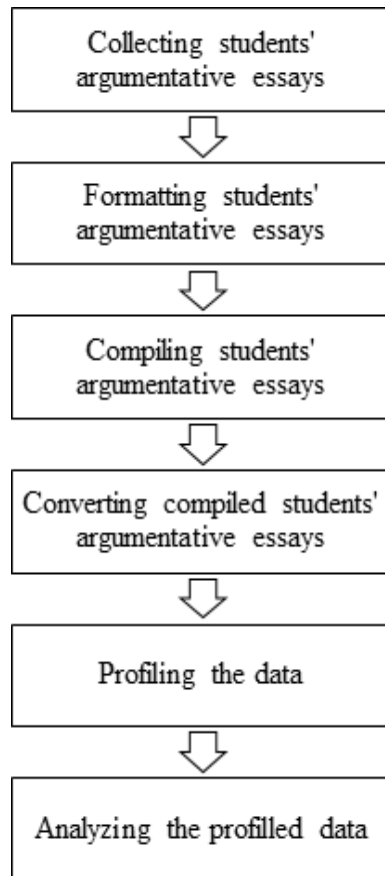 Collecting students'
argumentative essays
Formatting students'
argumentative essays
Compiling students'
argumentative essays
Converting compiled students'
argumentative essays
Profiling the data
Analyzing the profilled data